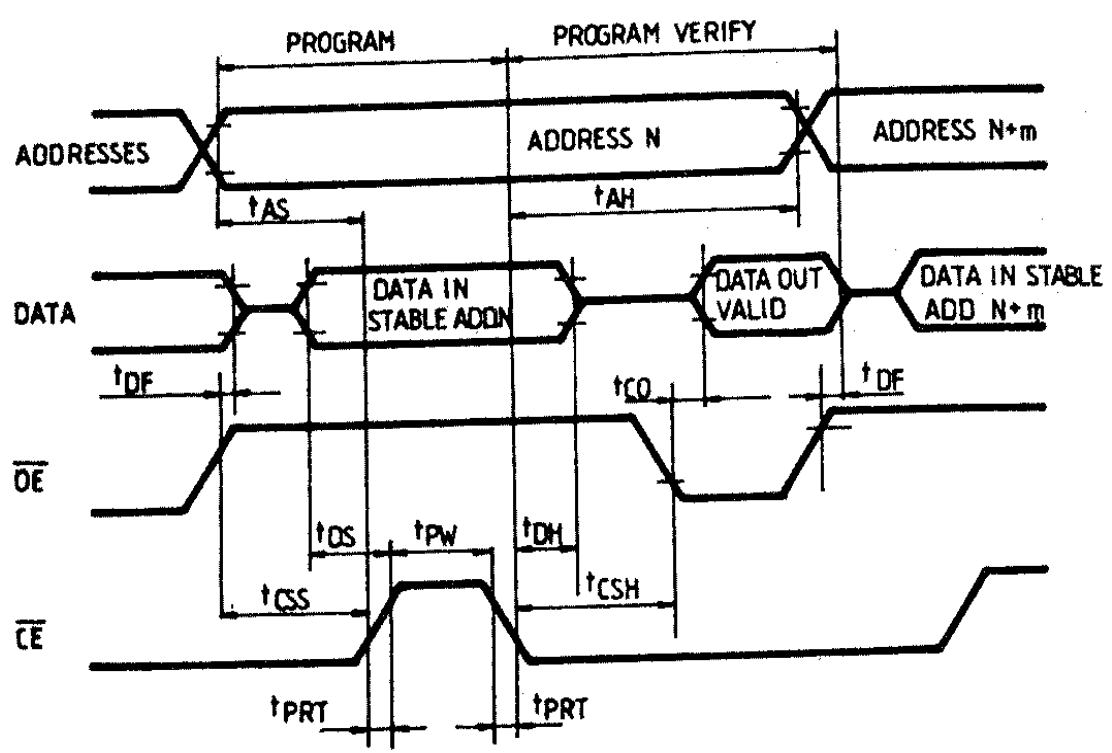 PROGRAM
PROGRAM VERIFY
ADDRESSES
ADDRESS N
ADDRESS N+m
tAS
tAH
DATA
DATA IN
STABLE ADDN
DATA OUT
VALID
DATA IN STABLE
ADD N+m
tDF
tCO
tDF
OE
tDS
tPW
tDH
tCSS
tCSH
CE
tPRT
tPRT